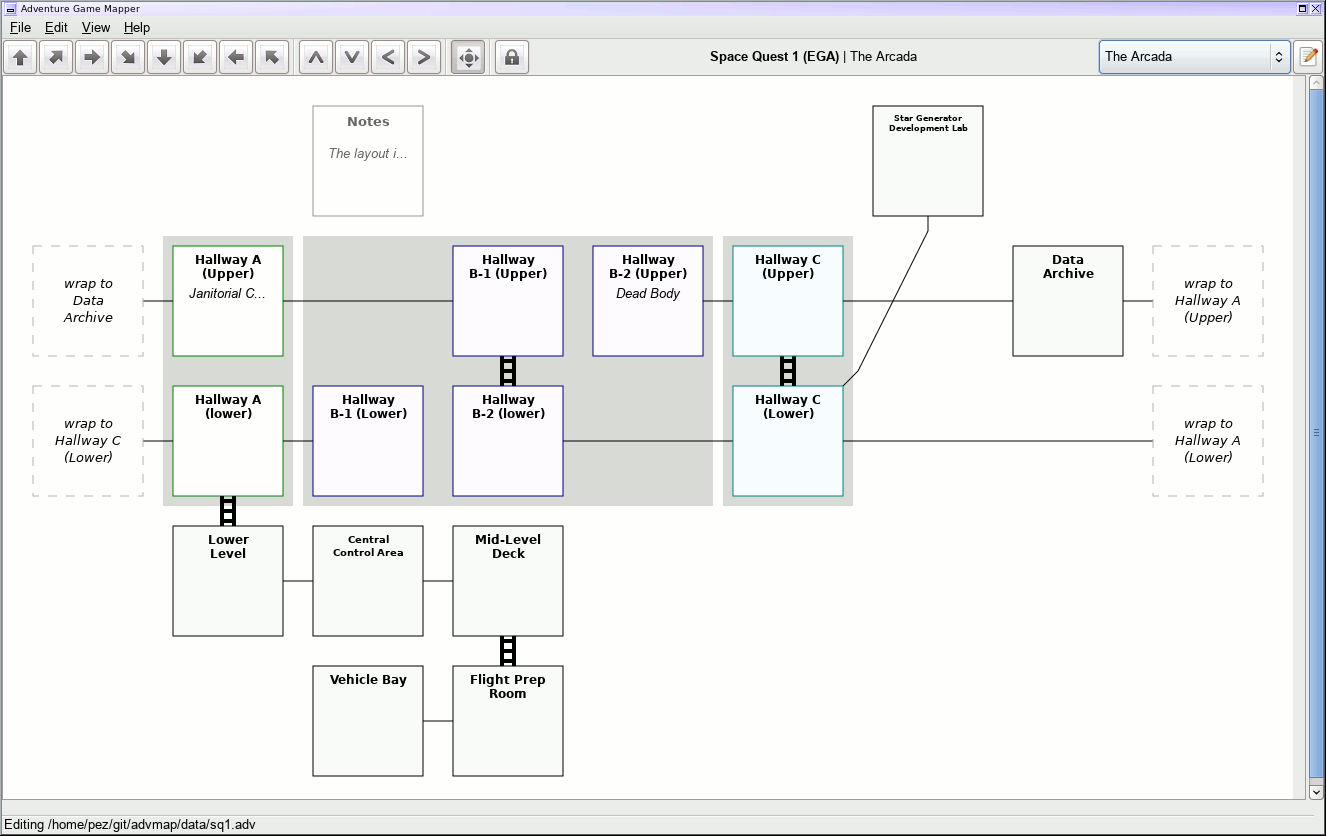 Adventure Game Mapper
File Edit View Help
Space Quest 1 (EGA) | The Arcada
The Arcada
Notes
The layout i...
Star Generator
Development Lab
wrap to
Data
Archive
Hallway A
(Upper)
Janitorial C...
Hallway
B-1 (Upper)
Hallway
B-2 (Upper)
Dead Body
Hallway C
(Upper)
Data
Archive
wrap to
Hallway A
(Upper)
wrap to
Hallway C
(Lower)
Hallway A
(lower)
Hallway
B-1 (Lower)
Hallway
B-2 (lower)
Hallway C
(Lower)
wrap to
Hallway A
(Lower)
Lower
Level
Central
Control Area
Mid-Level
Deck
Vehicle Bay
Flight Prep
Room
Editing /home/pez/git/advmap/data/sq1.adv